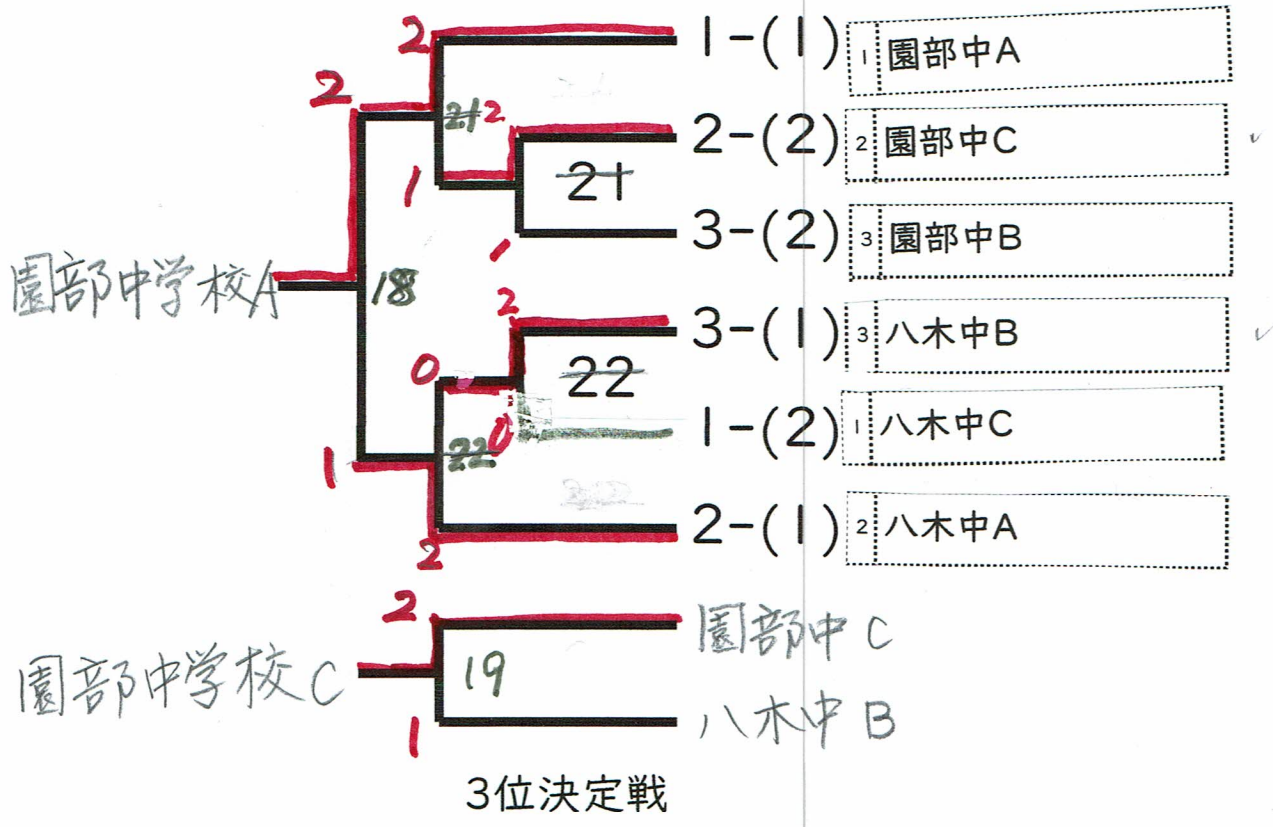 2 1-(1) 1 園部中A
2 212 2-(2) 2 園部中C
1 21
1 3-(2) 3 園部中B
園部中学校A 18
2 3-(1) 3 八木中B
0 22
0 1-(2) 1 八木中C
1 22
2 2-(1) 2 八木中A
2 園部中C
園部中学校C 19
1 八木中B
3位決定戦